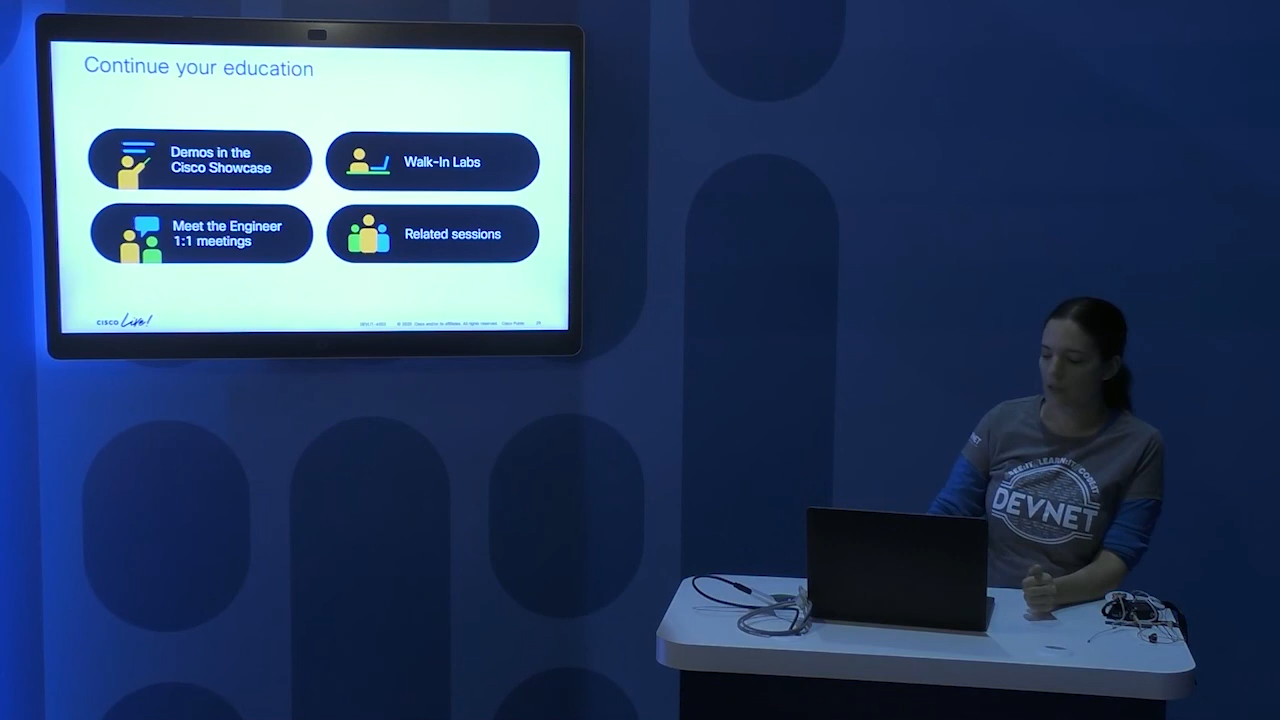 Continue your education
Demos in the
Cisco Showcase
Walk-In Labs
Meet the Engineer
1:1 meetings
Related sessions
CISCO Live!
DEVNET